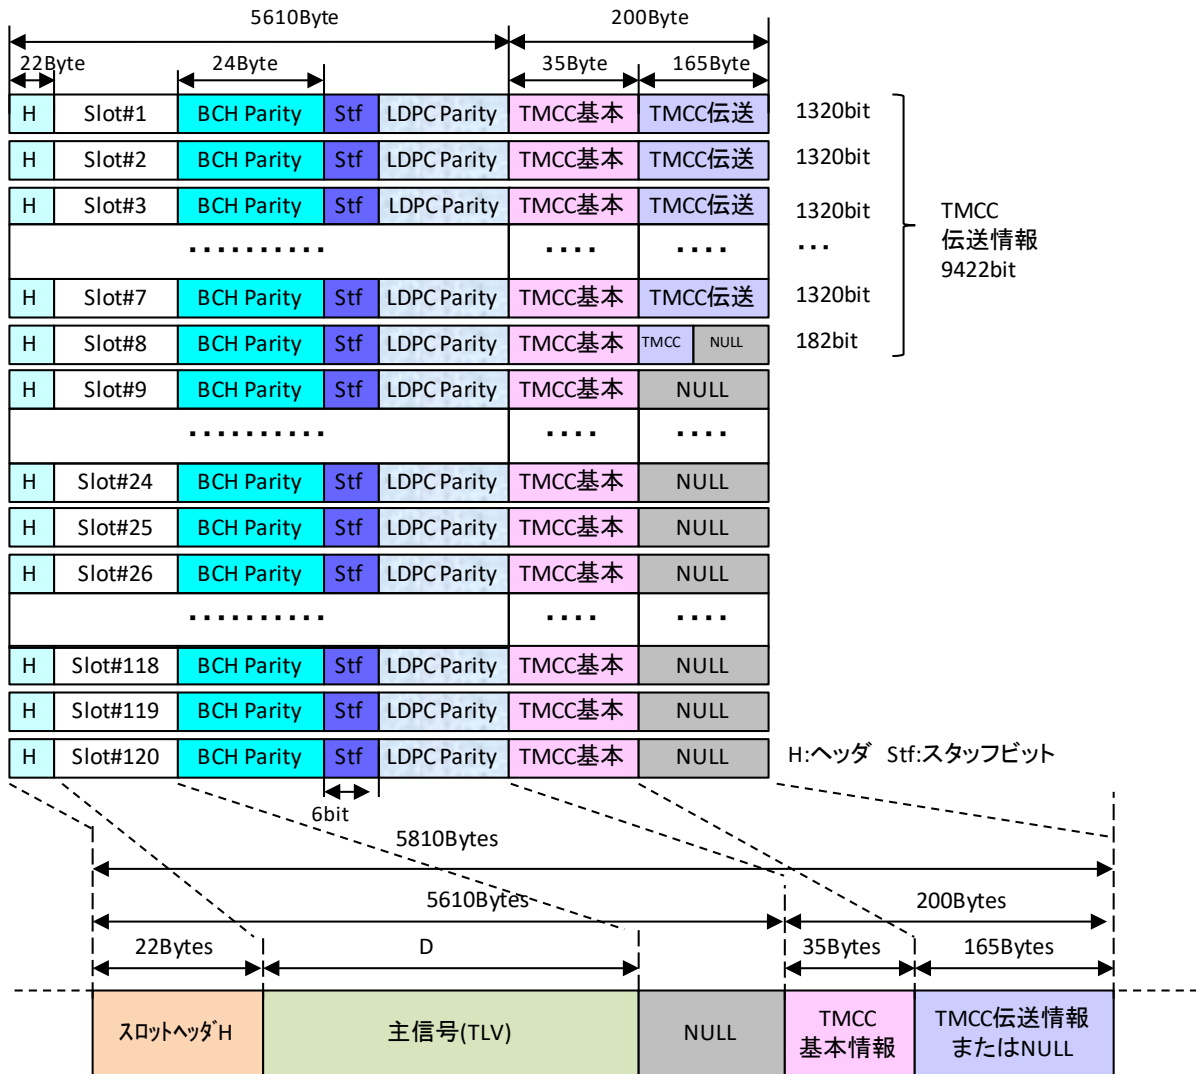 5610Byte 200Byte
22Byte 24Byte 35Byte 165Byte
H Slot#1 BCH Parity Stf LDPC Parity TMCC基本 TMCC伝送 1320bit
H Slot#2 BCH Parity Stf LDPC Parity TMCC基本 TMCC伝送 1320bit
H Slot#3 BCH Parity Stf LDPC Parity TMCC基本 TMCC伝送 1320bit
TMCC
伝送情報
9422bit
・・・・・・・・・・ ・・・・ ・・・・ ・・・
H Slot#7 BCH Parity Stf LDPC Parity TMCC基本 TMCC伝送 1320bit
H Slot#8 BCH Parity Stf LDPC Parity TMCC基本 TMCC NULL 182bit
H Slot#9 BCH Parity Stf LDPC Parity TMCC基本 NULL
・・・・・・・・・・ ・・・・ ・・・・
H Slot#24 BCH Parity Stf LDPC Parity TMCC基本 NULL
H Slot#25 BCH Parity Stf LDPC Parity TMCC基本 NULL
H Slot#26 BCH Parity Stf LDPC Parity TMCC基本 NULL
・・・・・・・・・・ ・・・・ ・・・・
H Slot#118 BCH Parity Stf LDPC Parity TMCC基本 NULL
H Slot#119 BCH Parity Stf LDPC Parity TMCC基本 NULL
H Slot#120 BCH Parity Stf LDPC Parity TMCC基本 NULL
H:ヘッダ Stf:スタッフビット
6bit
5810Bytes
5610Bytes 200Bytes
22Bytes D 35Bytes 165Bytes
スロットヘッダH 主信号(TLV) NULL
TMCC
基本情報
TMCC伝送情報
またはNULL